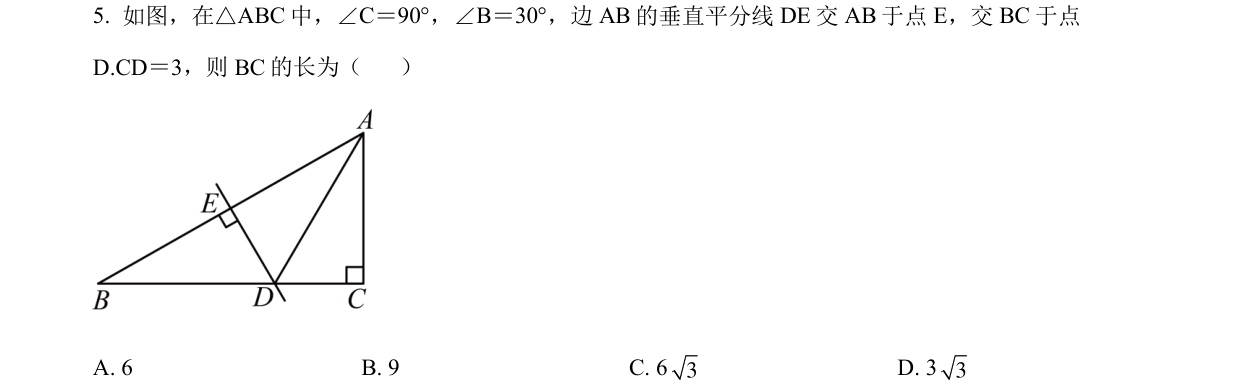 5. 如图，在△ABC 中，∠C＝90°，∠B＝30°，边 AB 的垂直平分线 DE 交 AB 于点 E，交 BC 于点
D.CD＝3，则 BC 的长为（　　）
A
E
B
D
C
A. 6 B. 9 C. 6√3 D. 3√3